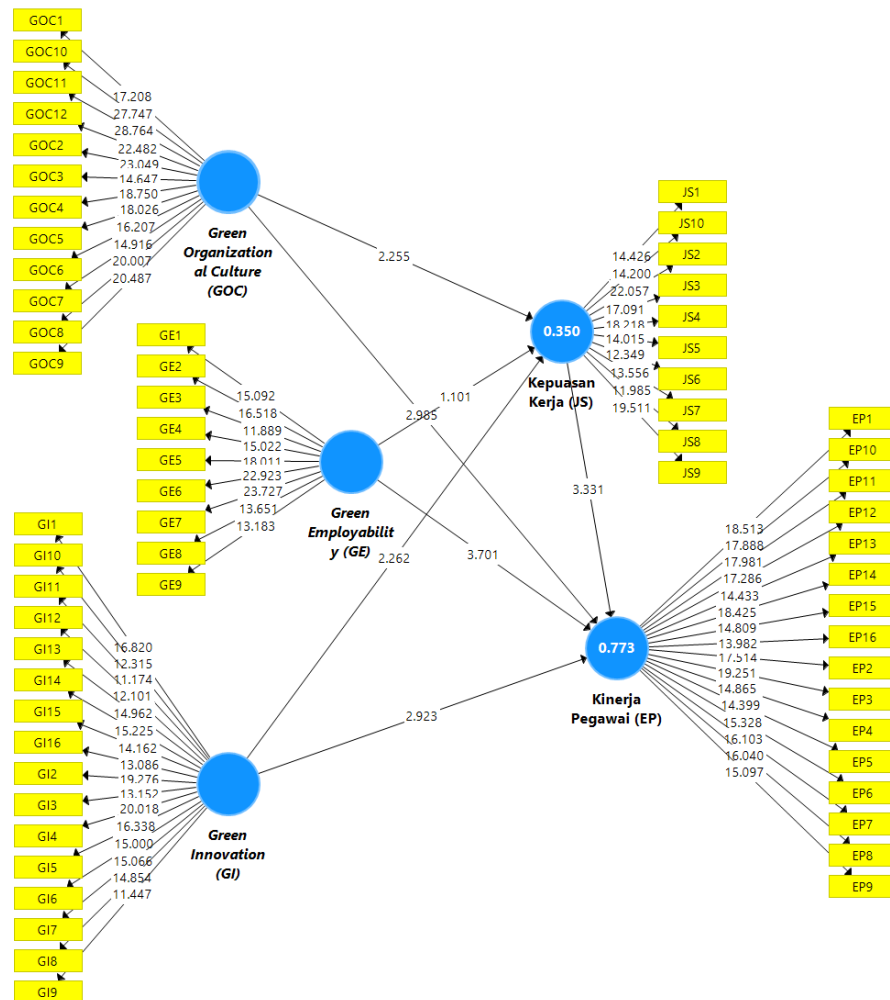 GOC1
GOC10
GOC11
GOC12
GOC2
GOC3
GOC4
GOC5
GOC6
GOC7
GOC8
GOC9
17.208
27.747
28.764
22.482
23.049
14.647
18.750
18.026
16.207
14.916
20.007
20.487
Green
Organization
al Culture
(GOC)
GE1
GE2
GE3
GE4
GE5
GE6
GE7
GE8
GE9
15.092
16.518
11.889
15.022
18.011
22.923
23.727
13.651
13.183
Green
Employabilit
y (GE)
GI1
GI10
GI11
GI12
GI13
GI14
GI15
GI16
GI2
GI3
GI4
GI5
GI6
GI7
GI8
GI9
16.820
12.315
11.174
12.101
14.962
15.225
14.162
13.086
19.276
13.152
20.018
16.338
15.000
15.066
14.854
11.447
Green
Innovation
(GI)
2.255
2.985
1.101
3.701
2.262
2.923
3.331
0.350
Kepuasan
Kerja (JS)
14.426
14.200
22.057
17.091
18.218
14.015
12.349
13.556
11.985
19.511
JS1
JS10
JS2
JS3
JS4
JS5
JS6
JS7
JS8
JS9
0.773
Kinerja
Pegawai (EP)
18.513
17.888
17.981
17.286
14.433
18.425
14.809
13.982
17.514
19.251
14.865
14.399
15.328
16.103
16.040
15.097
EP1
EP10
EP11
EP12
EP13
EP14
EP15
EP16
EP2
EP3
EP4
EP5
EP6
EP7
EP8
EP9